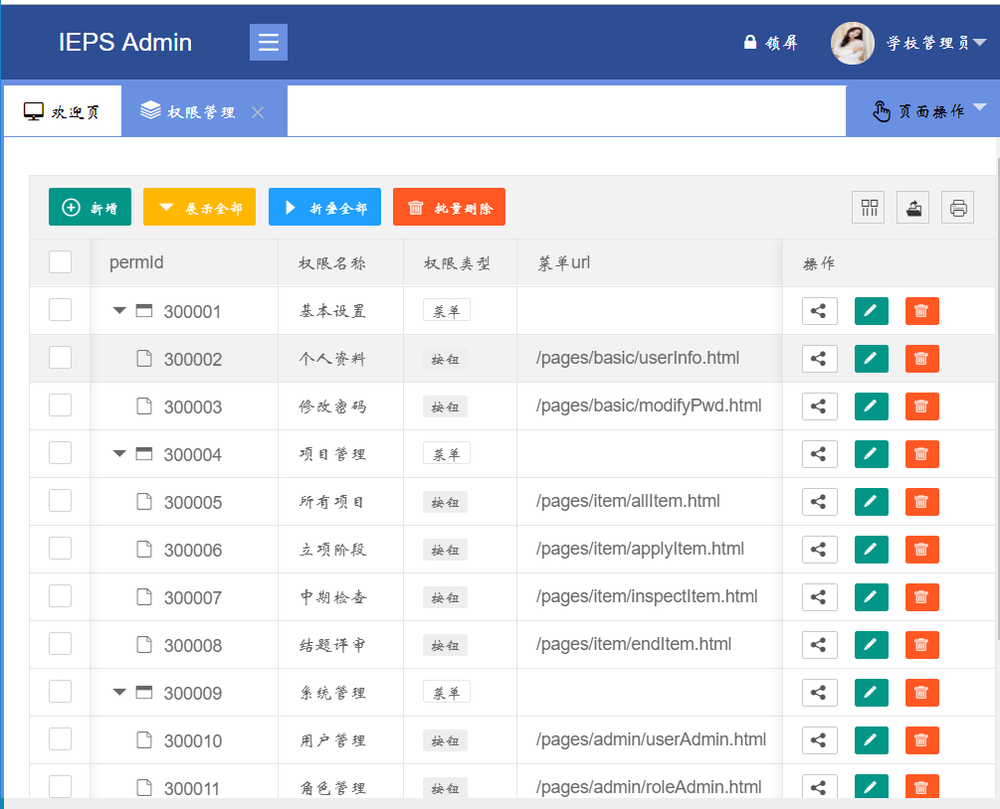 IEPS Admin 锁屏 学校管理员
欢迎页 权限管理 页面操作
新增 展示全部 折叠全部 批量删除
permId 权限名称 权限类型 菜单url 操作
300001 基本设置 菜单
300002 个人资料 按钮 /pages/basic/userInfo.html
300003 修改密码 按钮 /pages/basic/modifyPwd.html
300004 项目管理 菜单
300005 所有项目 按钮 /pages/item/allItem.html
300006 立项阶段 按钮 /pages/item/applyItem.html
300007 中期检查 按钮 /pages/item/inspectItem.html
300008 结题评审 按钮 /pages/item/endItem.html
300009 系统管理 菜单
300010 用户管理 按钮 /pages/admin/userAdmin.html
300011 角色管理 按钮 /pages/admin/roleAdmin.html